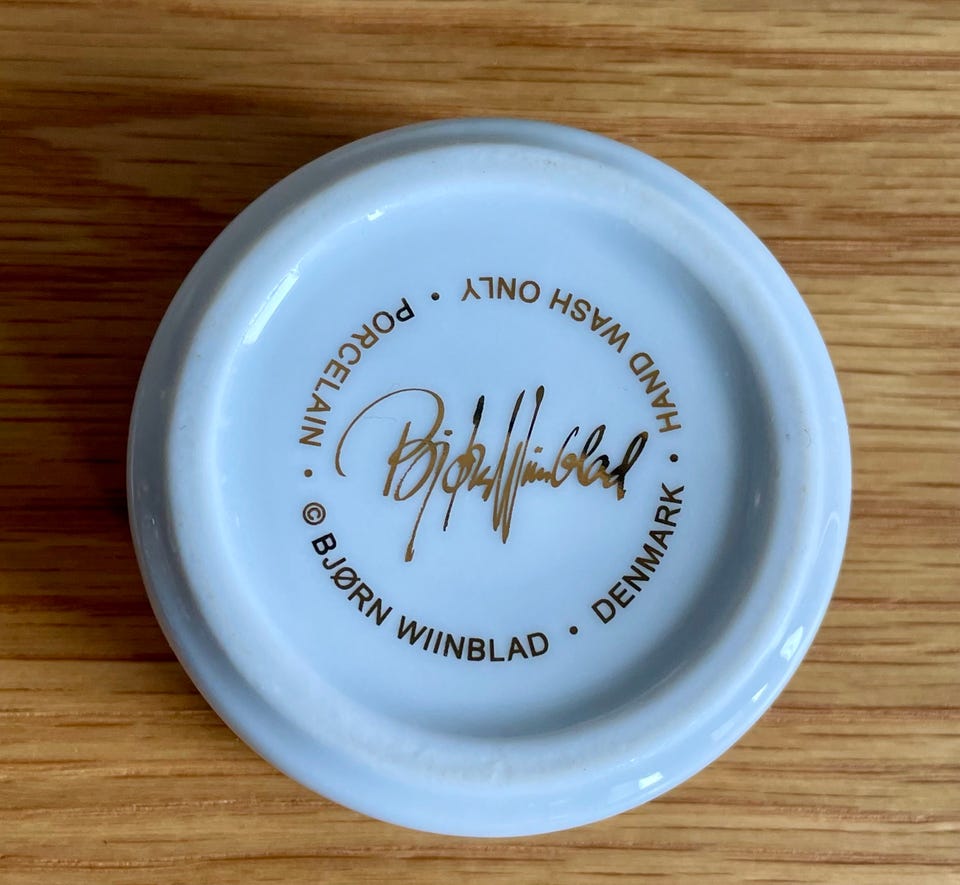 Bjørn Wiinblad
© BJØRN WIINBLAD • DENMARK • HAND WASH ONLY • PORCELAIN •